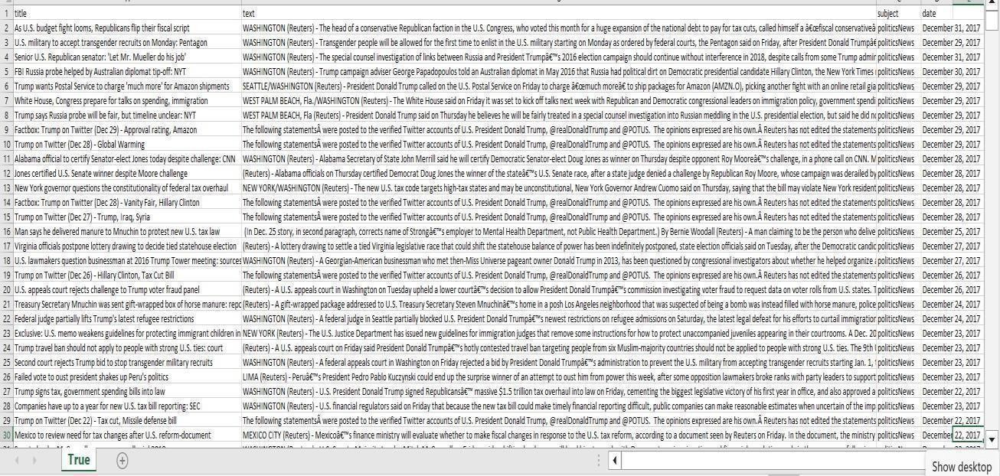 1 title text subject date
2 As U.S. budget fight looms, Republicans flip their fiscal script WASHINGTON (Reuters) - The head of a conservative Republican faction in the U.S. Congress, who voted this month for a huge expansion of the national debt to pay for tax cuts, called himself a â€œfiscal conservativeâ politicsNews December 31, 2017
3 U.S. military to accept transgender recruits on Monday: Pentagon WASHINGTON (Reuters) - Transgender people will be allowed for the first time to enlist in the U.S. military starting on Monday as ordered by federal courts, the Pentagon said on Friday, after President Trumpâ€ politicsNews December 29, 2017
4 Senior U.S. Republican senator: 'Let Mr. Mueller do his job' WASHINGTON (Reuters) - The special counsel investigation of links between Russia and President Trumpâ€™s 2016 election campaign should continue without interference in 2018, despite calls from some Trump admir politicsNews December 31, 2017
5 FBI Russia probe helped by Australian diplomat tip-off: NYT WASHINGTON (Reuters) - Trump campaign adviser George Papadopoulos told an Australian diplomat in May 2016 that Russia had political dirt on Democratic presidential candidate Hillary Clinton, the New York Times politicsNews December 30, 2017
6 Trump wants Postal Service to charge 'much more' for Amazon shipments SEATTLE/WASHINGTON (Reuters) - President Donald Trump called on the U.S. Postal Service on Friday to charge â€œmuch moreâ€ to ship packages for Amazon (AMZN.O), picking another fight with an online retail gia politicsNews December 29, 2017
7 White House, Congress prepare for talks on spending, immigration WEST PALM BEACH, Fla./WASHINGTON (Reuters) - The White House said on Friday it was set to kick off talks next week with Republican and Democratic congressional leaders on immigration policy, government spendi politicsNews December 29, 2017
8 Trump says Russia probe will be fair, but timeline unclear: NYT WEST PALM BEACH, Fla (Reuters) - President Donald Trump said on Thursday he believes he will be fairly treated in a special counsel investigation into Russian meddling in the U.S. presidential election, but said he did no politicsNews December 29, 2017
9 Factbox: Trump on Twitter (Dec 29) - Approval rating, Amazon The following statementsÂ were posted to the verified Twitter accounts of U.S. President Donald Trump, @realDonaldTrump and @POTUS. The opinions expressed are his own.Â Reuters has not edited the statements politicsNews December 29, 2017
10 Trump on Twitter (Dec 28) - Global Warming The following statementsÂ were posted to the verified Twitter accounts of U.S. President Donald Trump, @realDonaldTrump and @POTUS. The opinions expressed are his own.Â Reuters has not edited the statements politicsNews December 29, 2017
11 Alabama official to certify Senator-elect Jones today despite challenge: CNN WASHINGTON (Reuters) - Alabama Secretary of State John Merrill said he will certify Democratic Senator-elect Doug Jones as winner on Thursday despite opponent Roy Mooreâ€™s challenge, in a phone call on CNN. M politicsNews December 28, 2017
12 Jones certified U.S. Senate winner despite Moore challenge (Reuters) - Alabama officials on Thursday certified Democrat Doug Jones the winner of the stateâ€™s U.S. Senate race, after a state judge denied a challenge by Republican Roy Moore, whose campaign was derailed by politicsNews December 28, 2017
13 New York governor questions the constitutionality of federal tax overhaul NEW YORK/WASHINGTON (Reuters) - The new U.S. tax code targets high-tax states and may be unconstitutional, New York Governor Andrew Cuomo said on Thursday, saying that the bill may violate New York resident politicsNews December 28, 2017
14 Factbox: Trump on Twitter (Dec 28) - Vanity Fair, Hillary Clinton The following statementsÂ were posted to the verified Twitter accounts of U.S. President Donald Trump, @realDonaldTrump and @POTUS. The opinions expressed are his own.Â Reuters has not edited the statements politicsNews December 28, 2017
15 Trump on Twitter (Dec 27) - Trump, Iraq, Syria The following statementsÂ were posted to the verified Twitter accounts of U.S. President Donald Trump, @realDonaldTrump and @POTUS. The opinions expressed are his own.Â Reuters has not edited the statements politicsNews December 28, 2017
16 Man says he delivered manure to Mnuchin to protest new U.S. tax law (In Dec. 25 story, in second paragraph, corrects name of Strongâ€™s employer to Mental Health Department, not Public Health Department.) By Bernie Woodall (Reuters) - A man claiming to be the person who delive politicsNews December 25, 2017
17 Virginia officials postpone lottery drawing to decide tied statehouse election (Reuters) - A lottery drawing to settle a tied Virginia legislative race that could shift the statehouse balance of power has been indefinitely postponed, state election officials said on Tuesday, after the Democratic candic politicsNews December 27, 2017
18 U.S. lawmakers question businessman at 2016 Trump Tower meeting: sources WASHINGTON (Reuters) - A Georgian-American businessman who met then-Miss Universe pageant owner Donald Trump in 2013, has been questioned by congressional investigators about whether he helped organize a politicsNews December 27, 2017
19 Trump on Twitter (Dec 26) - Hillary Clinton, Tax Cut Bill The following statementsÂ were posted to the verified Twitter accounts of U.S. President Donald Trump, @realDonaldTrump and @POTUS. The opinions expressed are his own.Â Reuters has not edited the statements politicsNews December 26, 2017
20 U.S. appeals court rejects challenge to Trump voter fraud panel (Reuters) - A U.S. appeals court in Washington on Tuesday upheld a lower courtâ€™s decision to allow President Donald Trumpâ€™s commission investigating voter fraud to request data on voter rolls from U.S. states. T politicsNews December 26, 2017
21 Treasury Secretary Mnuchin was sent gift-wrapped box of horse manure: repo (Reuters) - A gift-wrapped package addressed to U.S. Treasury Secretary Steven Mnuchinâ€™s home in a posh Los Angeles neighborhood that was suspected of being a bomb was instead filled with horse manure, police politicsNews December 24, 2017
22 Federal judge partially lifts Trump's latest refugee restrictions WASHINGTON (Reuters) - A federal judge in Seattle partially blocked U.S. President Donald Trumpâ€™s newest restrictions on refugee admissions on Saturday, the latest legal defeat for his efforts to curtail immigration politicsNews December 24, 2017
23 Exclusive: U.S. memo weakens guidelines for protecting immigrant children in NEW YORK (Reuters) - The U.S. Justice Department has issued new guidelines for immigration judges that remove some instructions for how to protect unaccompanied juveniles appearing in their courtrooms. A Dec. 20 politicsNews December 23, 2017
24 Trump travel ban should not apply to people with strong U.S. ties: court (Reuters) - A U.S. appeals court on Friday said President Trumpâ€™s hotly contested travel ban targeting people from six Muslim-majority countries should not be applied to people with strong U.S. ties. The 9th politicsNews December 23, 2017
25 Second court rejects Trump bid to stop transgender military recruits WASHINGTON (Reuters) - A federal appeals court in Washington on Friday rejected a bid by President Donald Trumpâ€™s administration to prevent the U.S. military from accepting transgender recruits starting Jan. 1, politicsNews December 23, 2017
26 Failed vote to oust president shakes up Peru's politics LIMA (Reuters) - Peruâ€™s President Pedro Pablo Kuczynski could end up the surprise winner of an attempt to oust him from power this week, after some opposition lawmakers broke ranks with party leaders to support politicsNews December 23, 2017
27 Trump signs tax, government spending bills into law WASHINGTON (Reuters) - U.S. President Donald Trump signed Republicansâ€™ massive $1.5 trillion tax overhaul into law on Friday, cementing the biggest legislative victory of his first year in office, and also approved a politicsNews December 22, 2017
28 Companies have up to a year for new U.S. tax bill reporting: SEC WASHINGTON (Reuters) - U.S. financial regulators said on Friday that because the new tax bill could make timely financial reporting difficult, public companies can make reasonable estimates when uncertain of the imp politicsNews December 23, 2017
29 Trump on Twitter (Dec 22) - Tax cut, Missile defense bill The following statementsÂ were posted to the verified Twitter accounts of U.S. President Donald Trump, @realDonaldTrump and @POTUS. The opinions expressed are his own.Â Reuters has not edited the statements politicsNews December 22, 2017
30 Mexico to review need for tax changes after U.S. reform-document MEXICO CITY (Reuters) - Mexicoâ€™s finance ministry will evaluate whether to make fiscal changes in response to the U.S. tax reform, according to a document seen by Reuters on Friday. In the document, the ministry politicsNews December 22, 2017
True
Show desktop